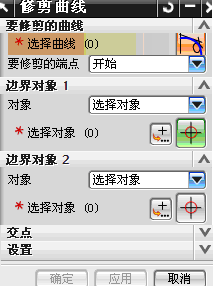 修剪曲线
要修剪的曲线
* 选择曲线 (0)
要修剪的端点 开始
边界对象 1
对象 选择对象
* 选择对象 (0)
边界对象 2
对象 选择对象
* 选择对象 (0)
交点
设置
确定 应用 取消